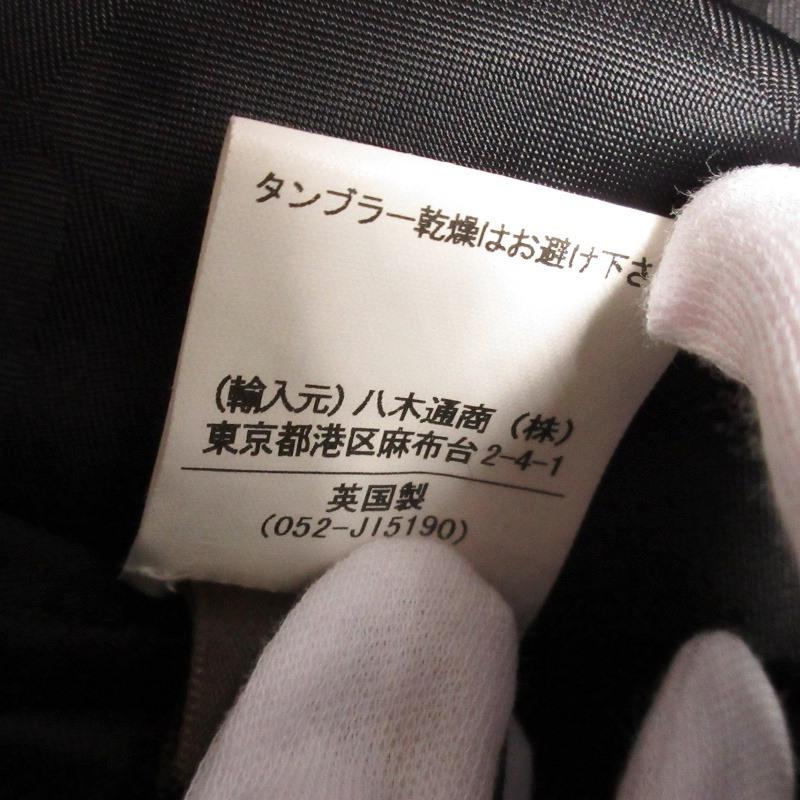 タンブラー乾燥はお避け下さ
(輸入元) 八木通商 (株)
東京都港区麻布台 2-4-1
英国製
(052-JI5190)